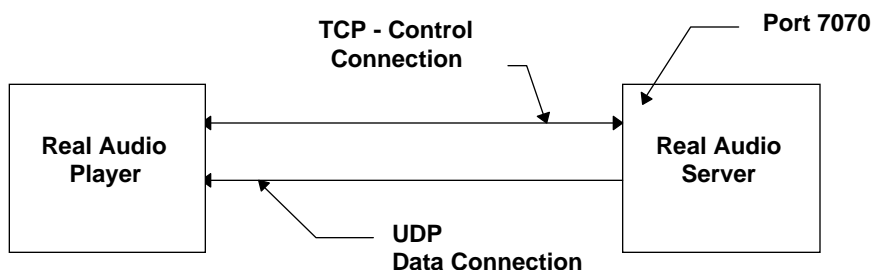 TCP - Control
Connection
Port 7070
Real Audio
Player
Real Audio
Server
UDP
Data Connection